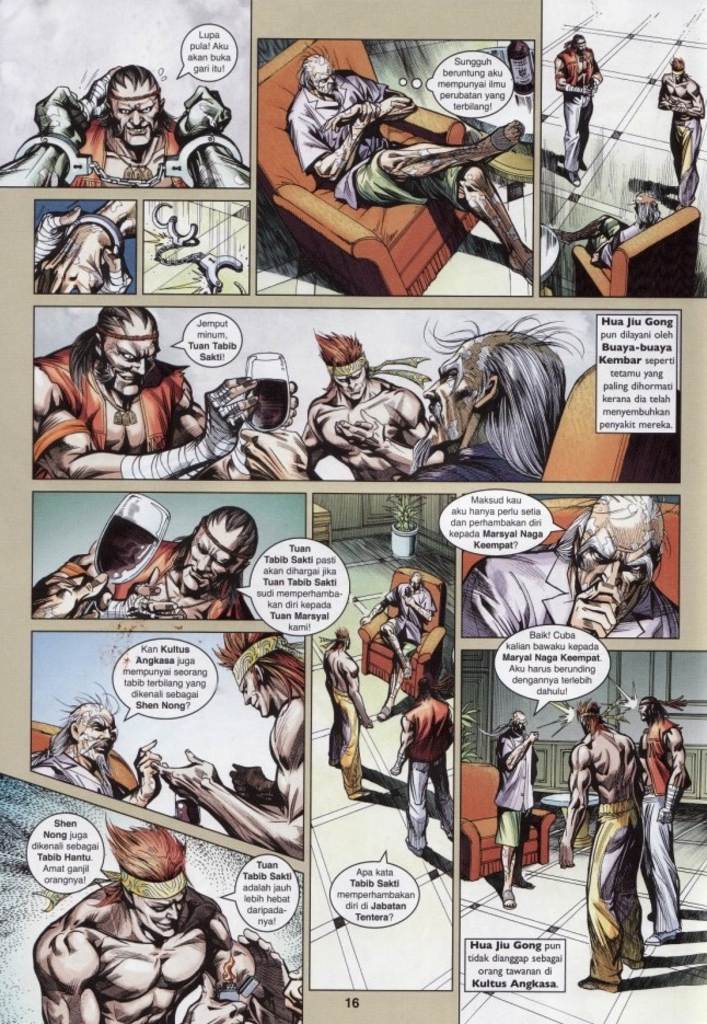 Lupa
pula! Aku
akan buka
gari itu!
Sungguh
beruntung aku
mempunyai ilmu
perubatan yang
terbilang!
Jemput
minum,
Tuan Tabib
Sakti!
Hua Jiu Gong
pun dilayani oleh
Buaya-buaya
Kembar seperti
tetamu yang
paling dihormati
kerana dia telah
menyembuhkan
penyakit mereka.
Tuan
Tabib Sakti pasti
akan dihargai jika
Tuan Tabib Sakti
sudi memperhamba-
kan diri kepada
Tuan Marsyal
kami!
Maksud kau
aku hanya perlu setia
dan perhambakan diri
kepada Marsyal Naga
Keempat?
Kan Kultus
Angkasa juga
mempunyai seorang
tabib terbilang yang
dikenali sebagai
Shen Nong?
Shen
Nong juga
dikenali sebagai
Tabib Hantu.
Amat ganjil
orangnya!
Tuan
Tabib Sakti
adalah jauh
lebih hebat
daripada-
nya!
Apa kata
Tabib Sakti
memperhambakan
diri di Jabatan
Tentera?
Baik! Cuba
kalian bawaku kepada
Maryal Naga Keempat.
Aku harus berunding
dengannya terlebih
dahulu!
Hua Jiu Gong pun
tidak dianggap sebagai
orang tawanan di
Kultus Angkasa.
16